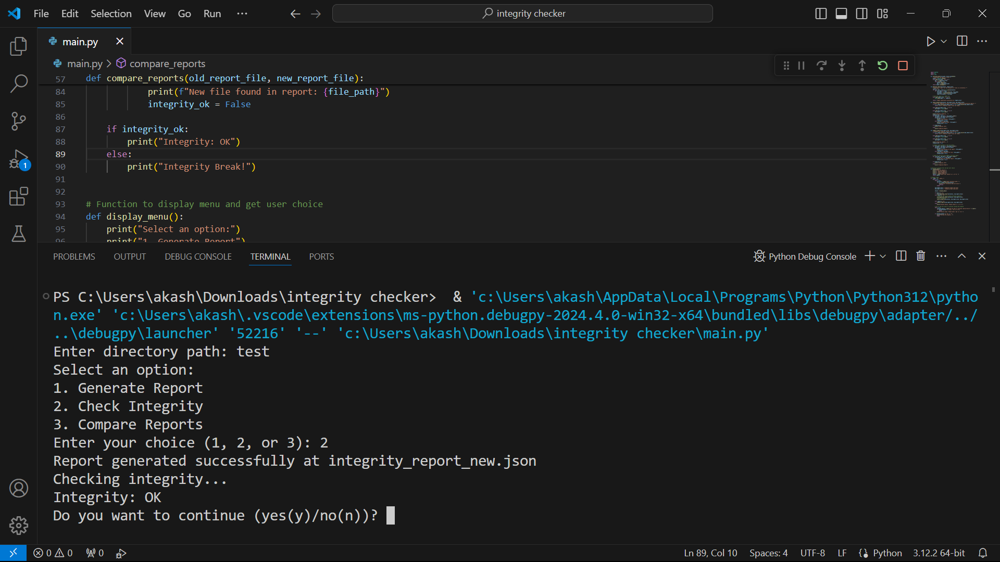 File Edit Selection View Go Run ···
integrity checker
main.py
main.py > compare_reports
57 def compare_reports(old_report_file, new_report_file):
84 print(f"New file found in report: {file_path}")
85 integrity_ok = False
86
87 if integrity_ok:
88 print("Integrity: OK")
89 else:
90 print("Integrity Break!")
91
92
93 # Function to display menu and get user choice
94 def display_menu():
95 print("Select an option:")
96 print("1. Generate Report")
1
PROBLEMS OUTPUT DEBUG CONSOLE TERMINAL PORTS
Python Debug Console
PS C:\Users\akash\Downloads\integrity checker>  & 'c:\Users\akash\AppData\Local\Programs\Python\Python312\pytho
n.exe' 'c:\Users\akash\.vscode\extensions\ms-python.debugpy-2024.4.0-win32-x64\bundled\libs\debugpy\adapter/../
..\debugpy\launcher' '52216' '--' 'c:\Users\akash\Downloads\integrity checker\main.py'
Enter directory path: test
Select an option:
1. Generate Report
2. Check Integrity
3. Compare Reports
Enter your choice (1, 2, or 3): 2
Report generated successfully at integrity_report_new.json
Checking integrity...
Integrity: OK
Do you want to continue (yes(y)/no(n))?
0 0 0
Ln 89, Col 10 Spaces: 4 UTF-8 LF Python 3.12.2 64-bit